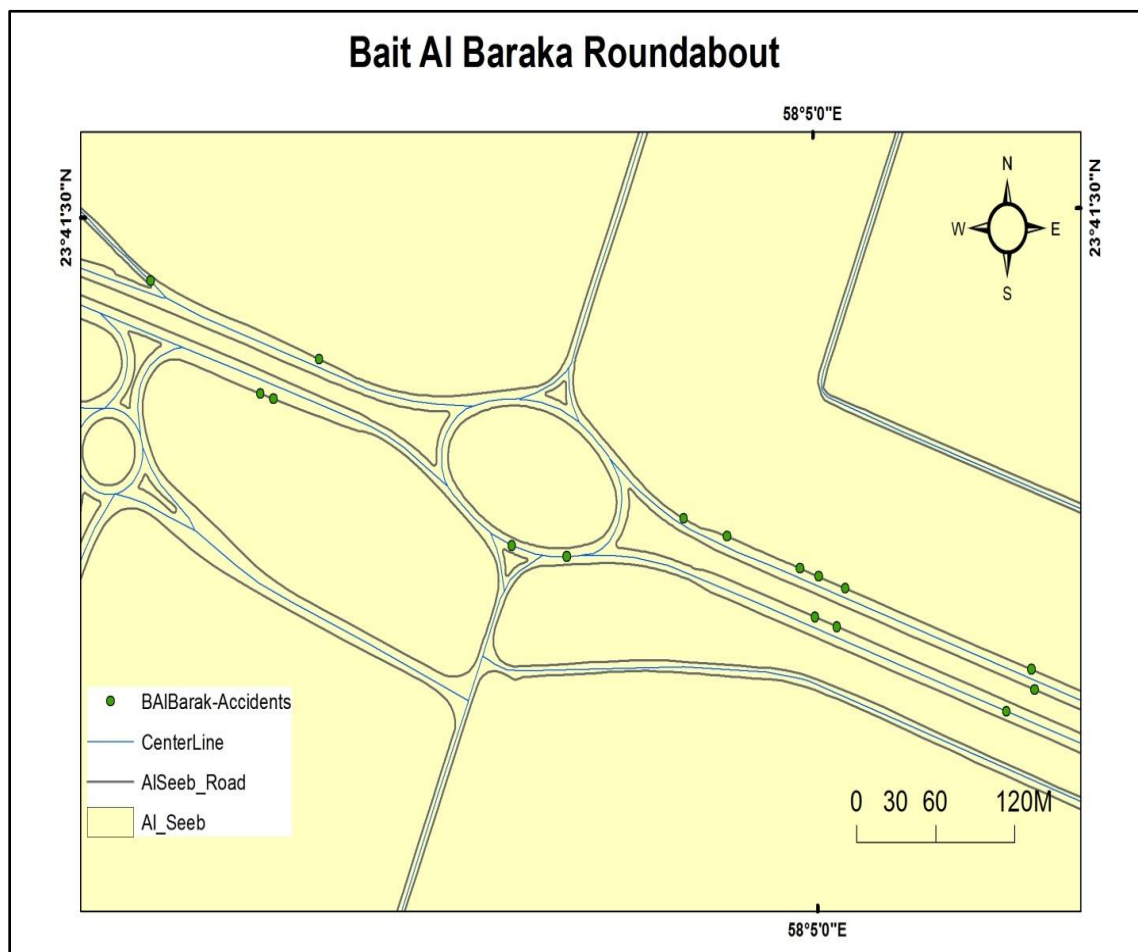 Bait Al Baraka Roundabout
58°5'0"E
23°41'30"N
23°41'30"N
N
W
E
S
BAlBarak-Accidents
CenterLine
AlSeeb_Road
Al_Seeb
0 30 60 120M
58°5'0"E